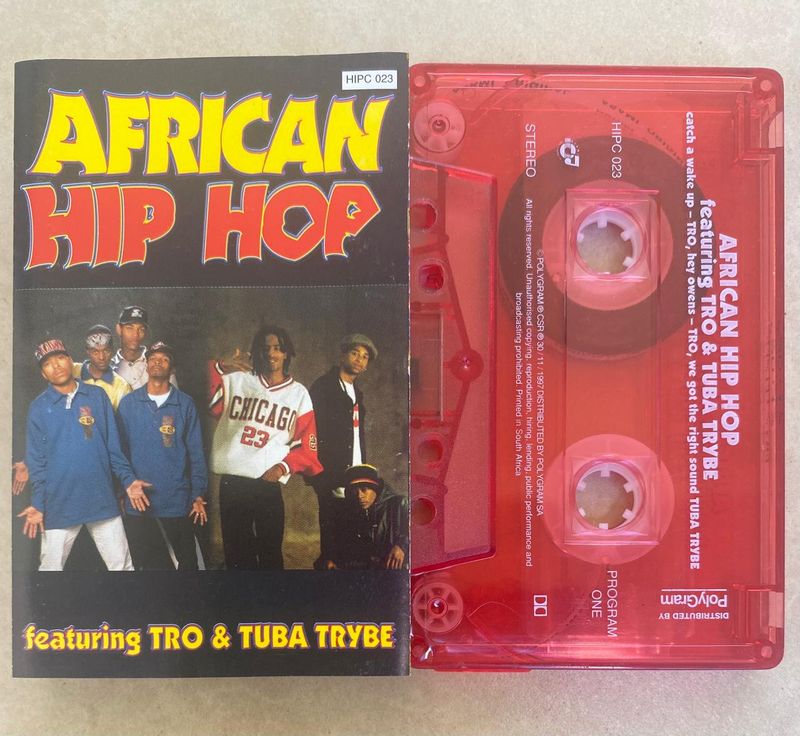 HIPC 023
AFRICAN
HIP HOP
CHICAGO
23
featuring TRO & TUBA TRYBE
AFRICAN HIP HOP
featuring TRO & TUBA TRYBE
catch a wake up – TRO, hey owens – TRO, we got the right sound TUBA TRYBE
HIPC 023
STEREO
PROGRAM
ONE
DISTRIBUTED BY
PolyGram
© POLYGRAM ℗ CSR ® 30 / 11 / 1997 DISTRIBUTED BY POLYGRAM SA
All rights reserved. Unauthorised copying, reproduction, hiring, lending, public performance and
broadcasting prohibited. Printed in South Africa